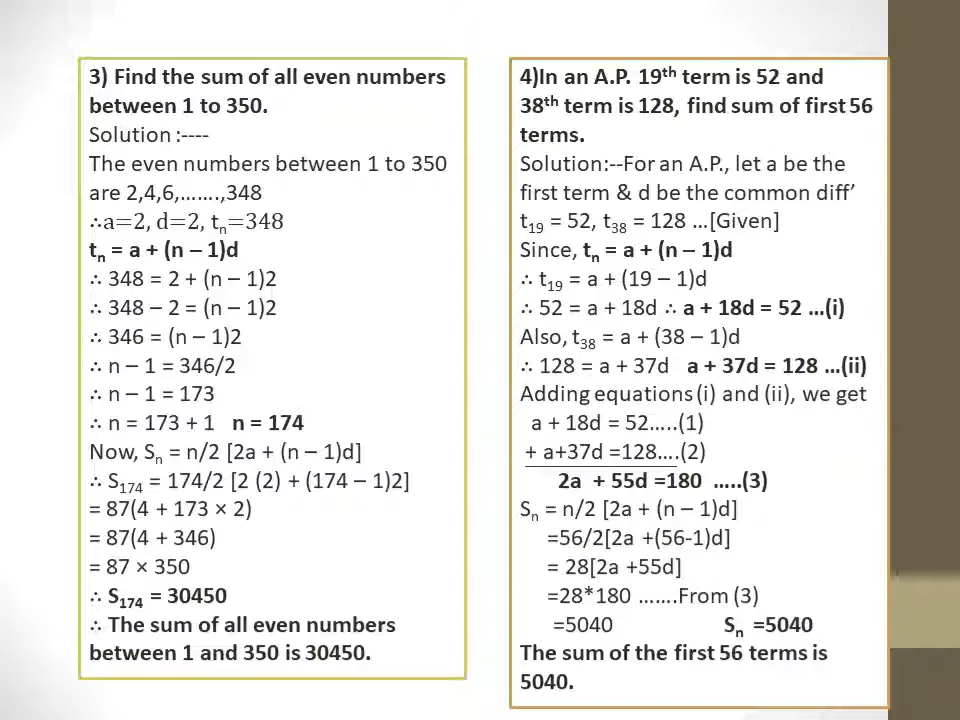 3) Find the sum of all even numbers
between 1 to 350.
Solution :----
The even numbers between 1 to 350
are 2,4,6,…….,348
∴a=2, d=2, tₙ=348
tₙ = a + (n – 1)d
∴ 348 = 2 + (n – 1)2
∴ 348 – 2 = (n – 1)2
∴ 346 = (n – 1)2
∴ n – 1 = 346/2
∴ n – 1 = 173
∴ n = 173 + 1 n = 174
Now, Sₙ = n/2 [2a + (n – 1)d]
∴ S₁₇₄ = 174/2 [2 (2) + (174 – 1)2]
= 87(4 + 173 × 2)
= 87(4 + 346)
= 87 × 350
∴ S₁₇₄ = 30450
∴ The sum of all even numbers
between 1 and 350 is 30450.
4)In an A.P. 19ᵗʰ term is 52 and
38ᵗʰ term is 128, find sum of first 56
terms.
Solution:--For an A.P., let a be the
first term & d be the common diff’
t₁₉ = 52, t₃₈ = 128 …[Given]
Since, tₙ = a + (n – 1)d
∴ t₁₉ = a + (19 – 1)d
∴ 52 = a + 18d ∴ a + 18d = 52 …(i)
Also, t₃₈ = a + (38 – 1)d
∴ 128 = a + 37d a + 37d = 128 …(ii)
Adding equations (i) and (ii), we get
a + 18d = 52…..(1)
+ a+37d =128….(2)
2a + 55d =180 …..(3)
Sₙ = n/2 [2a + (n – 1)d]
=56/2[2a +(56-1)d]
= 28[2a +55d]
=28*180 …….From (3)
=5040 Sₙ =5040
The sum of the first 56 terms is
5040.